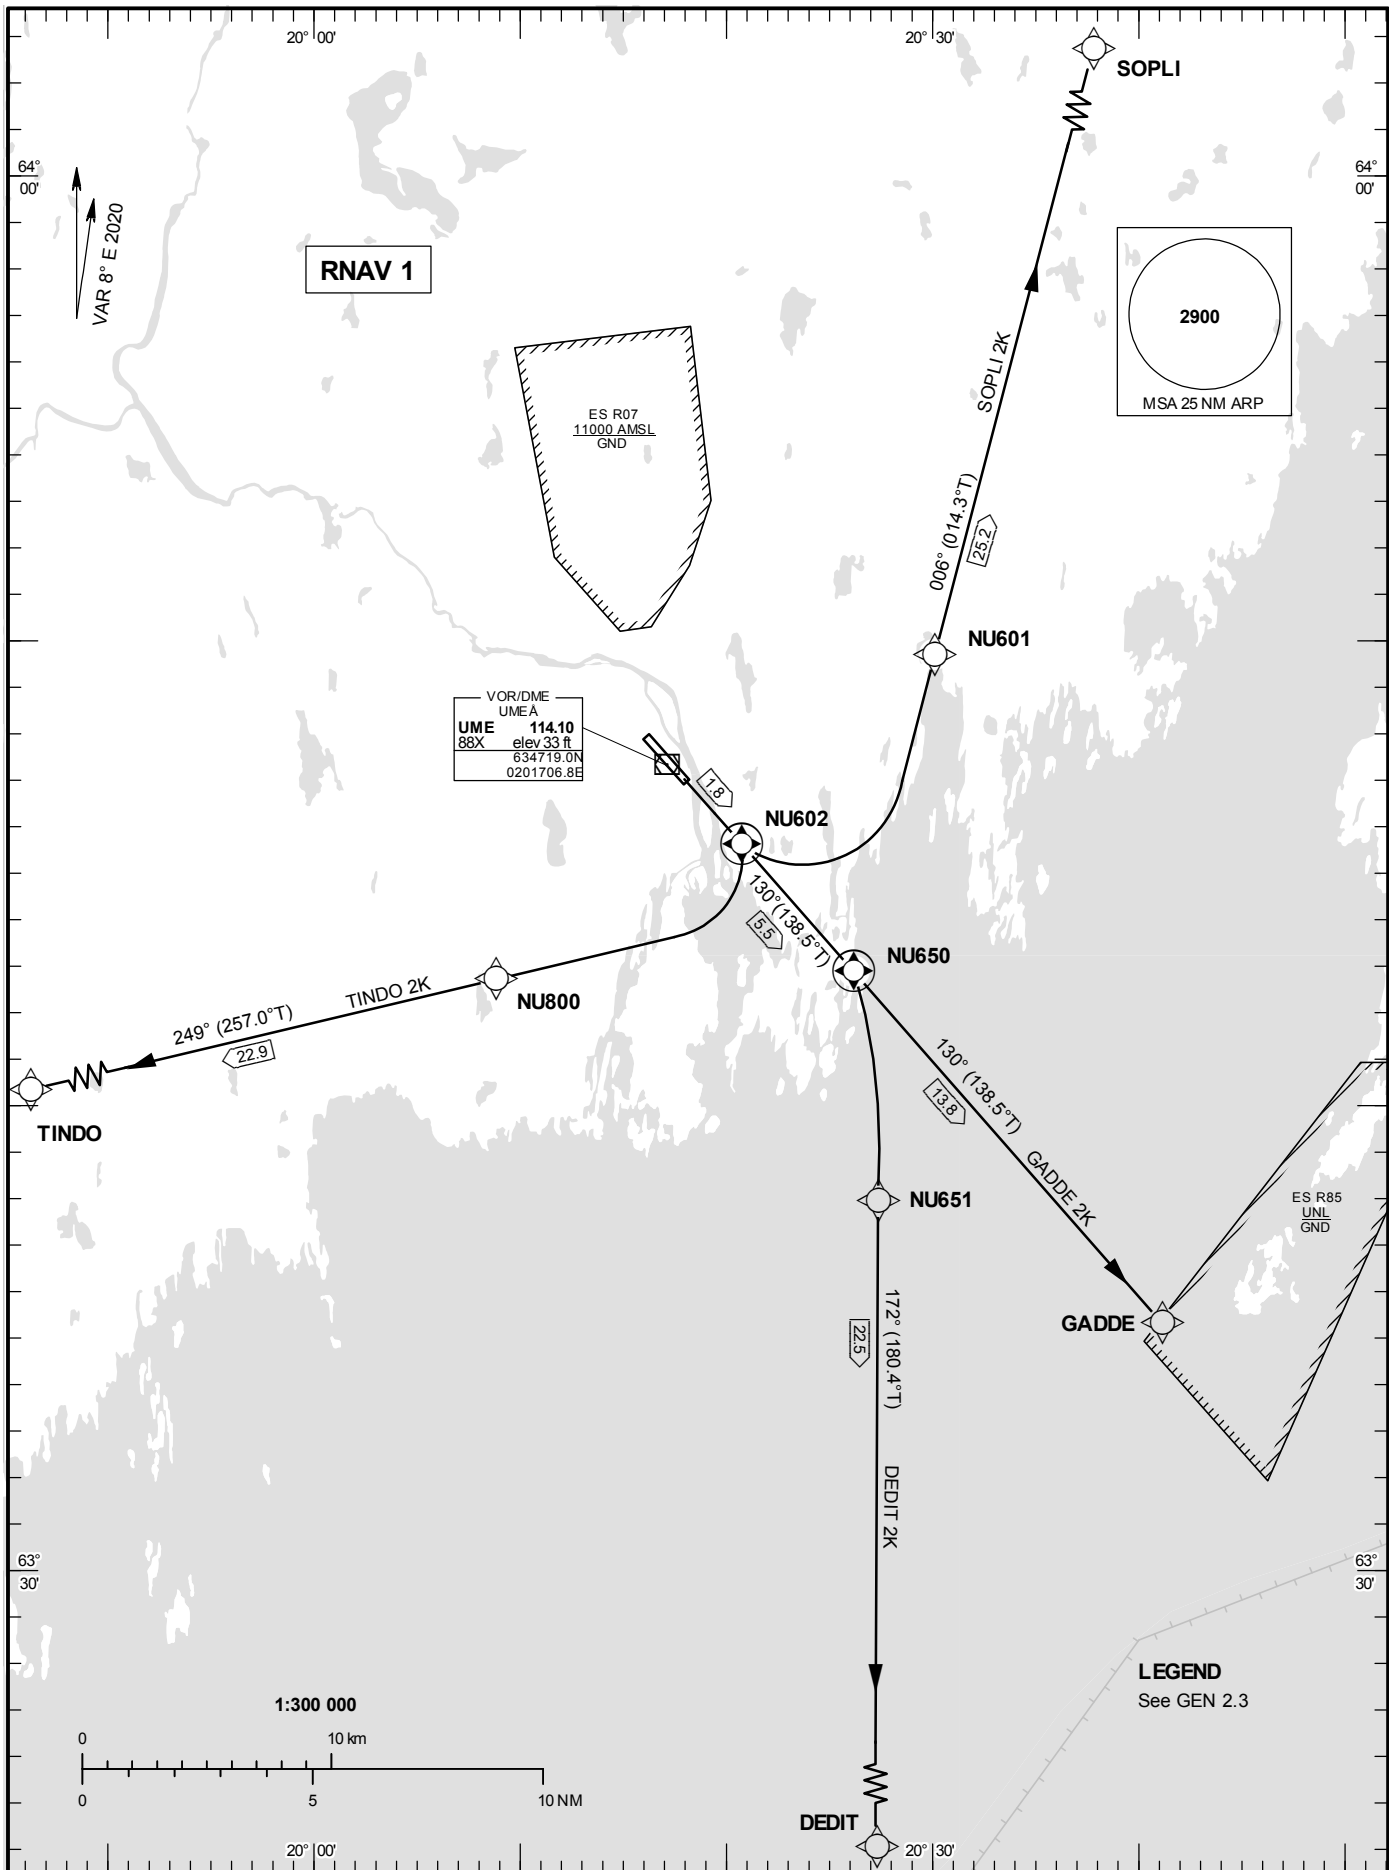 20° 00'
20° 30'
SOPLI
64°
00'
64°
00'
VAR 8° E 2020
RNAV 1
2900
MSA 25 NM ARP
SOPLI 2K
ES R07
11000 AMSL
GND
006° (014.3°T)
25.2
NU601
VOR/DME
UMEÅ
UME 114.10
88X elev 33 ft
634719.0N
0201706.8E
1.8
NU602
130°(138.5°T)
5.5
NU650
NU800
TINDO 2K
249° (257.0°T)
22.9
TINDO
130° (138.5°T)
13.8
GADDE 2K
NU651
ES R85
UNL
GND
GADDE
172° (180.4°T)
22.5
DEDIT 2K
63°
30'
63°
30'
LEGEND
See GEN 2.3
1:300 000
0 10 km
0 5 10 NM
DEDIT
20° 00'
20° 30'